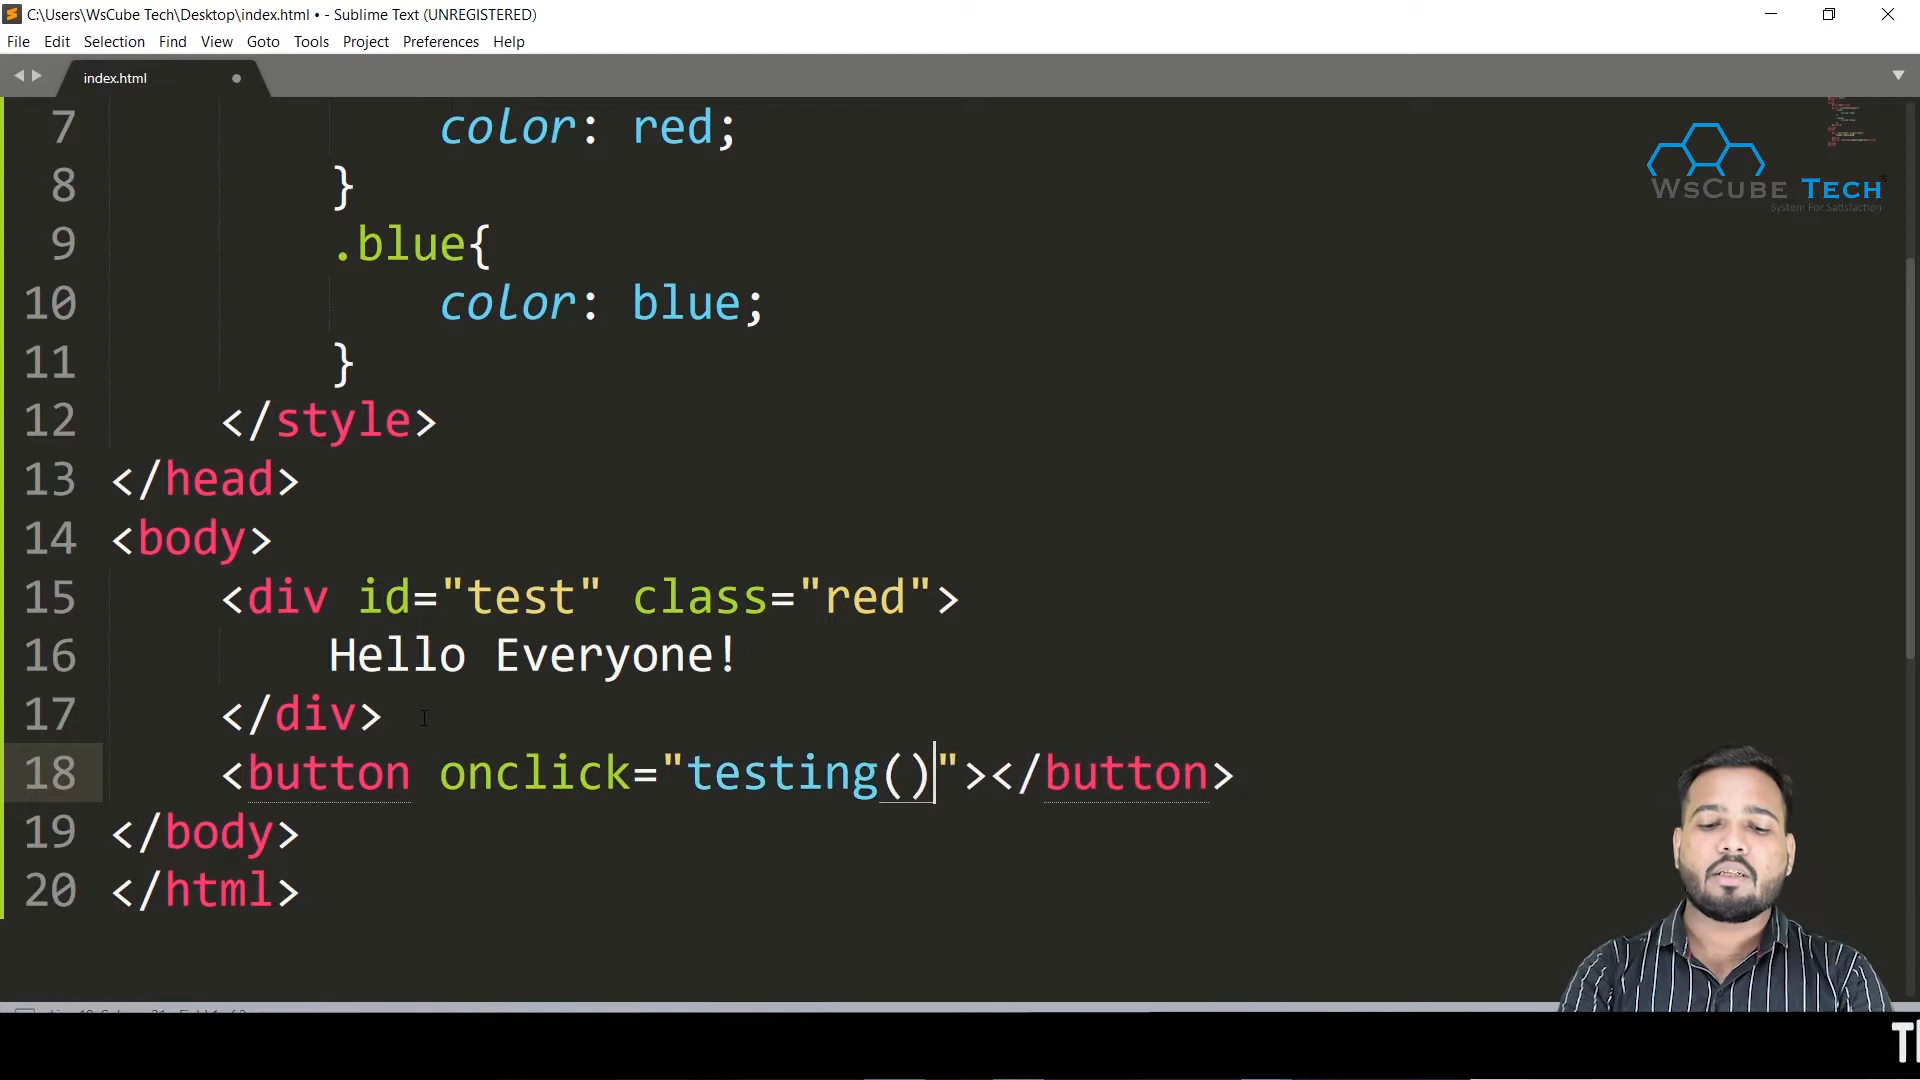 C:\Users\WsCube Tech\Desktop\index.html • - Sublime Text (UNREGISTERED)
File Edit Selection Find View Goto Tools Project Preferences Help
index.html
WsCube Tech
System For Satisfaction
7 color: red;
8 }
9 .blue{
10 color: blue;
11 }
12 </style>
13 </head>
14 <body>
15 <div id="test" class="red">
16 Hello Everyone!
17 </div>
18 <button onclick="testing()"></button>
19 </body>
20 </html>